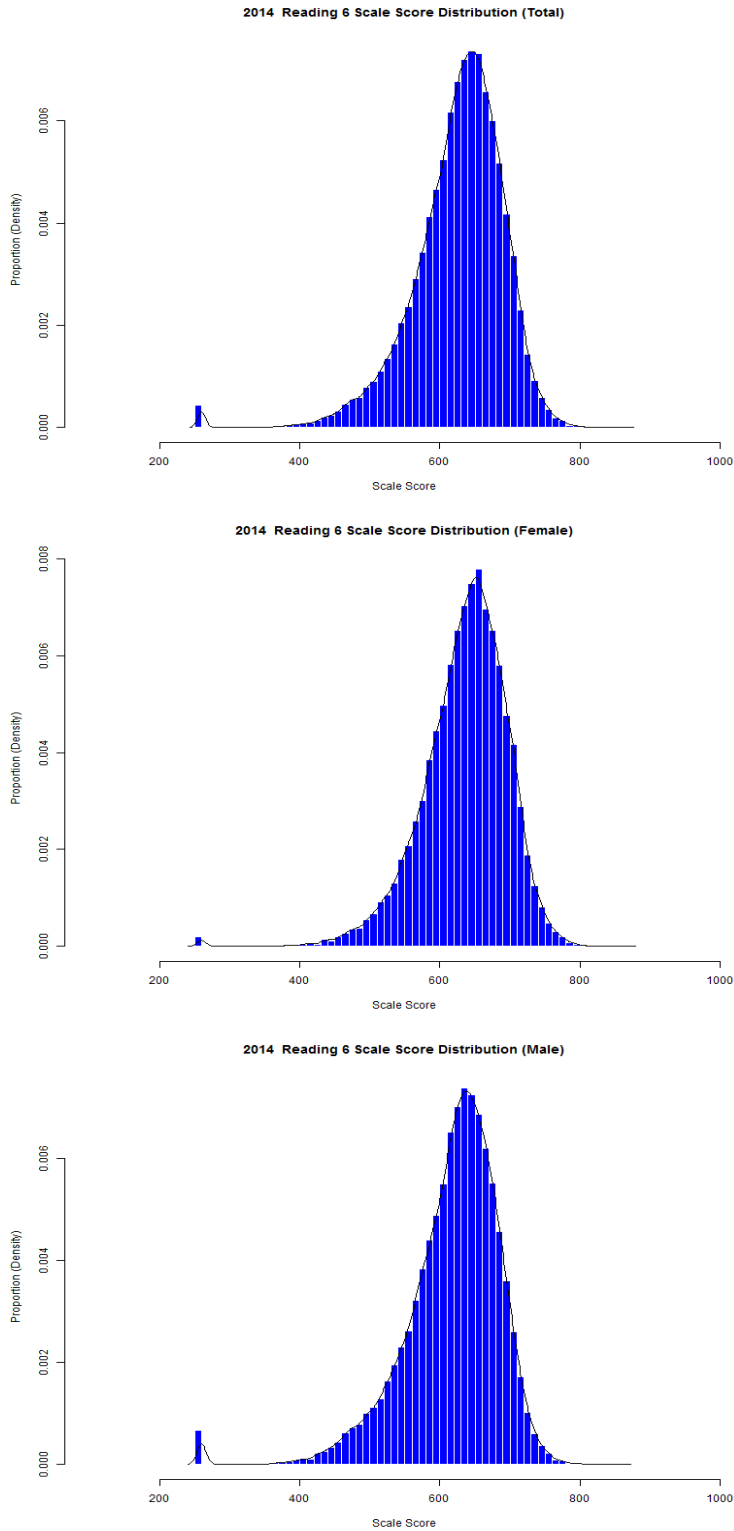 2014 Reading 6 Scale Score Distribution (Total)
Proportion (Density)
0.006
0.004
0.002
0.000
200 400 600 800 1000
Scale Score
2014 Reading 6 Scale Score Distribution (Female)
Proportion (Density)
0.008
0.006
0.004
0.002
0.000
200 400 600 800 1000
Scale Score
2014 Reading 6 Scale Score Distribution (Male)
Proportion (Density)
0.006
0.004
0.002
0.000
200 400 600 800 1000
Scale Score